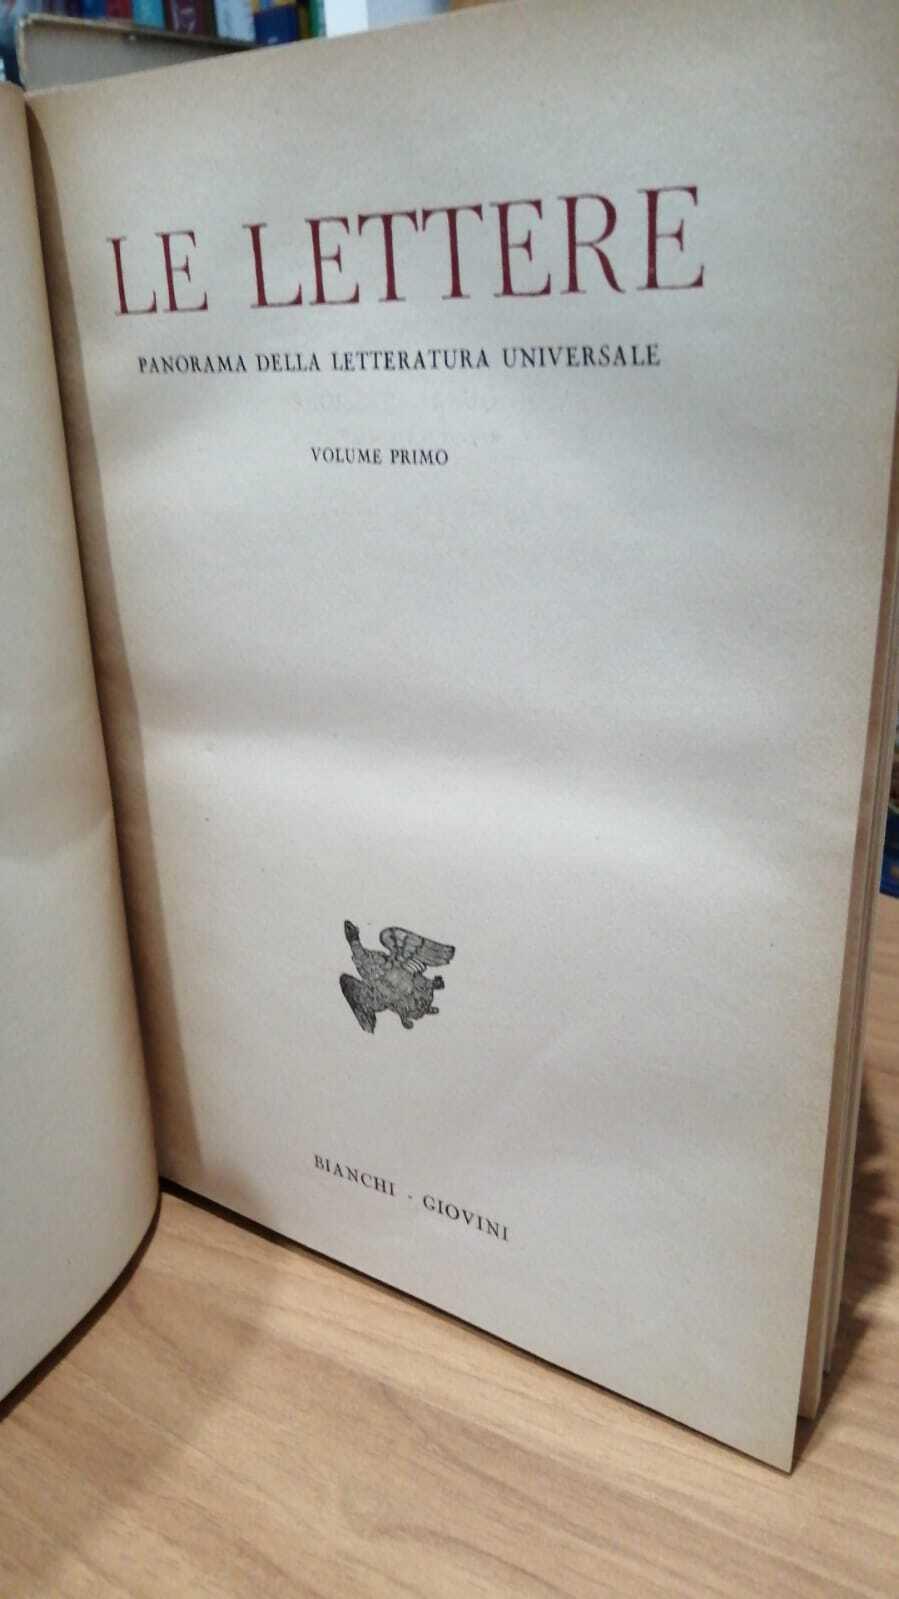 LE LETTERE
PANORAMA DELLA LETTERATURA UNIVERSALE
VOLUME PRIMO
BIANCHI - GIOVINI